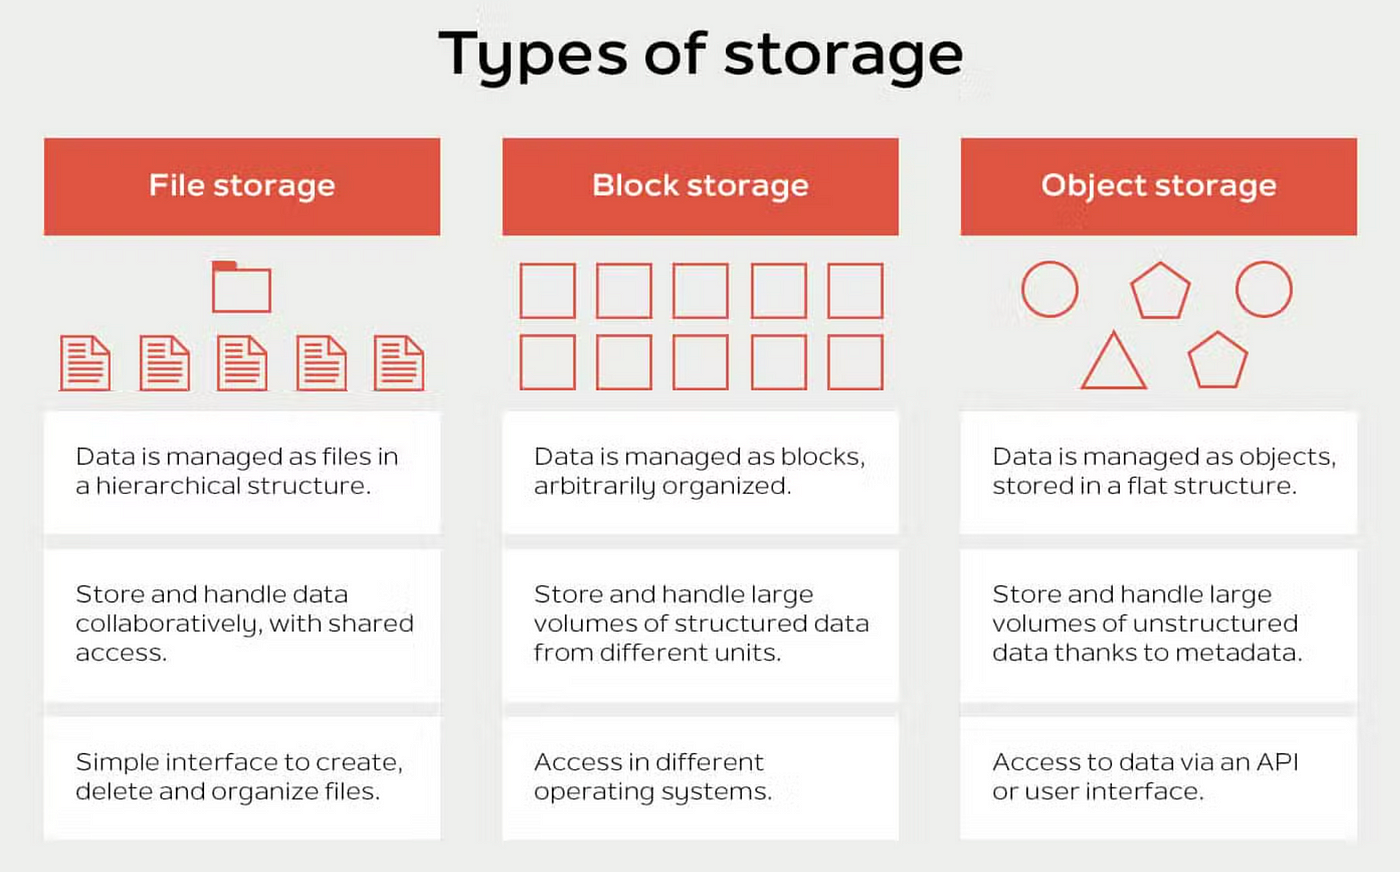 Types of storage
File storage
Data is managed as files in
a hierarchical structure.
Store and handle data
collaboratively, with shared
access.
Simple interface to create,
delete and organize files.
Block storage
Data is managed as blocks,
arbitrarily organized.
Store and handle large
volumes of structured data
from different units.
Access in different
operating systems.
Object storage
Data is managed as objects,
stored in a flat structure.
Store and handle large
volumes of unstructured
data thanks to metadata.
Access to data via an API
or user interface.